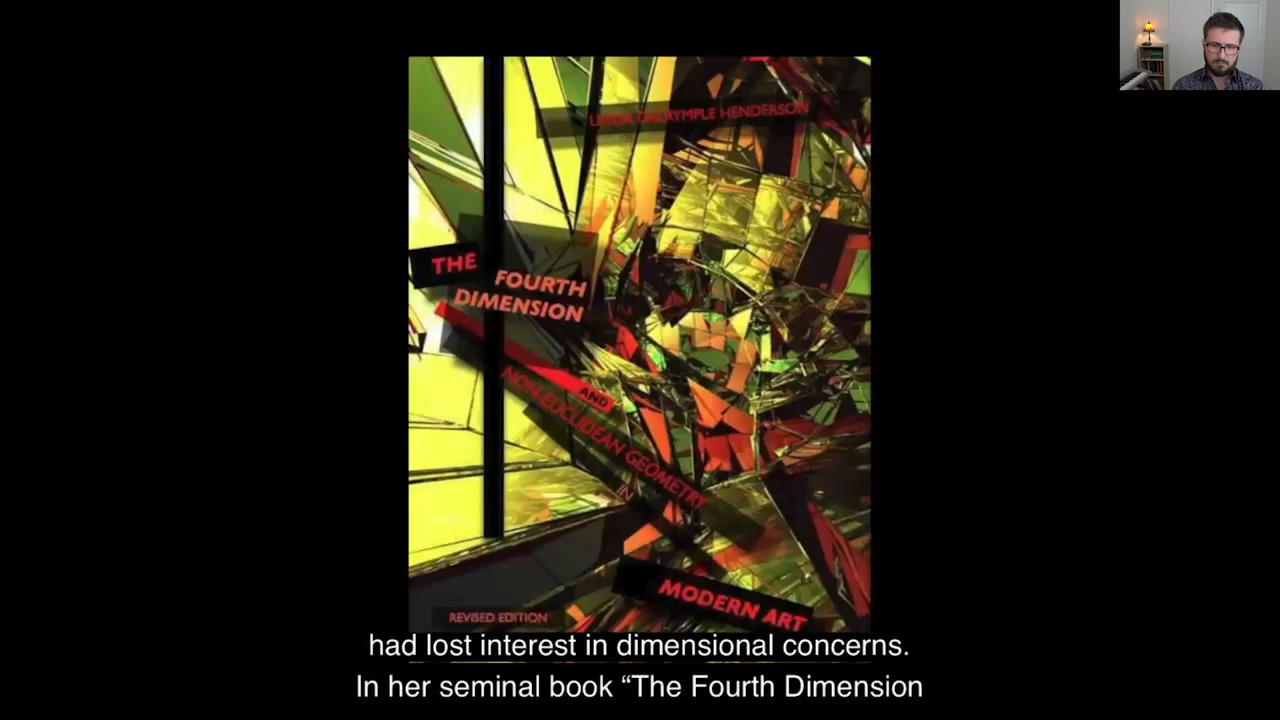 LINDA DALRYMPLE HENDERSON
THE
FOURTH
DIMENSION
AND
NON-EUCLIDEAN GEOMETRY
IN
MODERN ART
REVISED EDITION
had lost interest in dimensional concerns.
In her seminal book “The Fourth Dimension